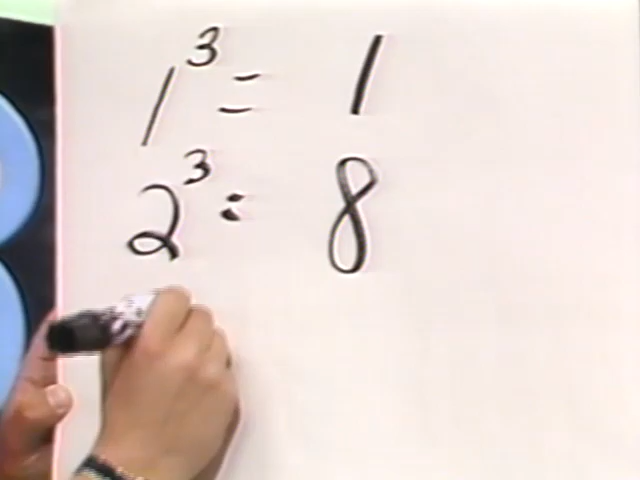 1³ = 1
2³ = 8